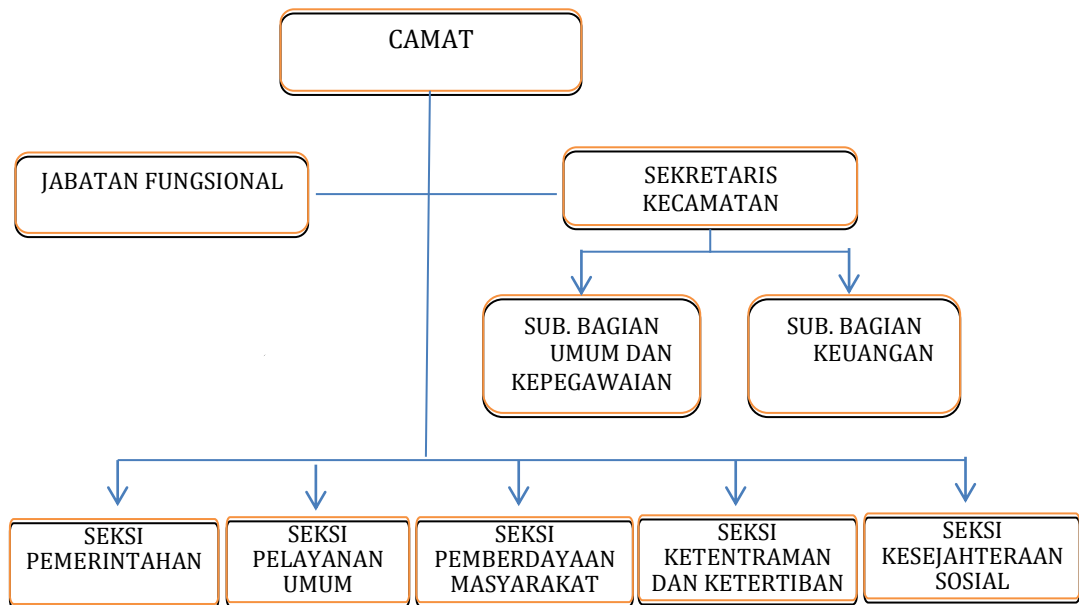 CAMAT
JABATAN FUNGSIONAL
SEKRETARIS
KECAMATAN
SUB. BAGIAN
UMUM DAN
KEPEGAWAIAN
SUB. BAGIAN
KEUANGAN
SEKSI
PEMERINTAHAN
SEKSI
PELAYANAN
UMUM
SEKSI
PEMBERDAYAAN
MASYARAKAT
SEKSI
KETENTRAMAN
DAN KETERTIBAN
SEKSI
KESEJAHTERAAN
SOSIAL